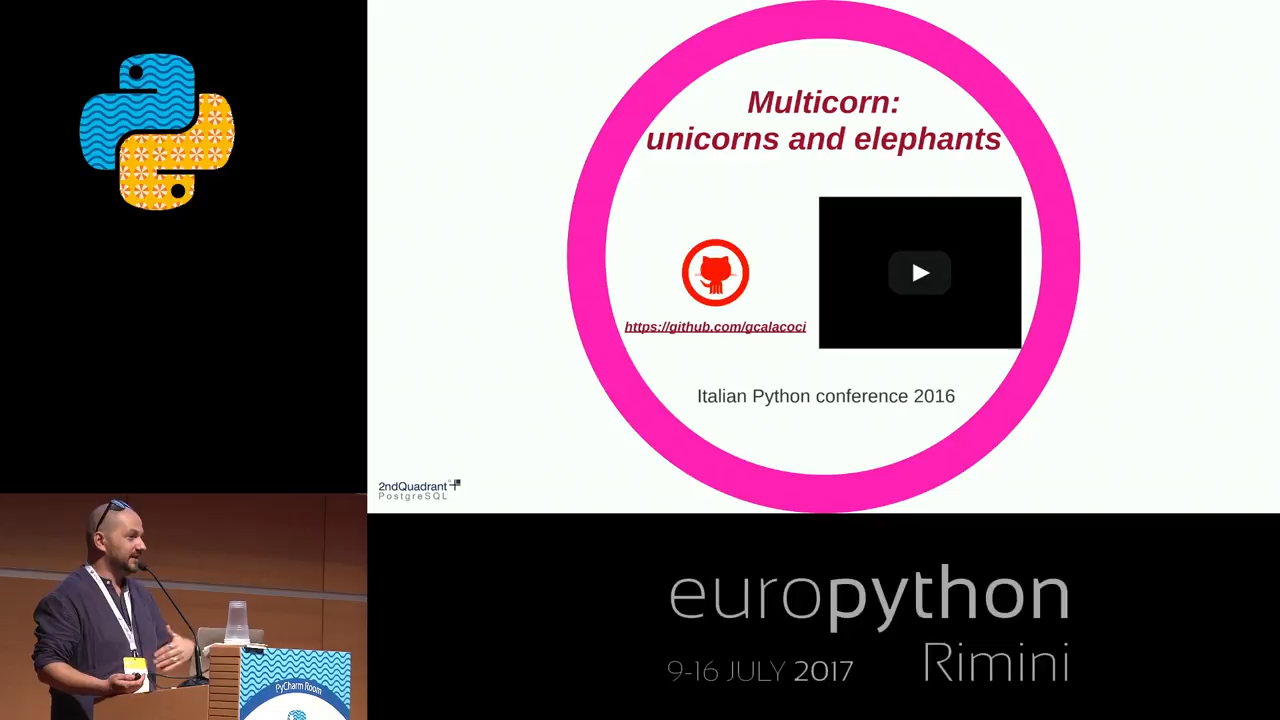 Multicorn:
unicorns and elephants
https://github.com/gcalacoci
Italian Python conference 2016
2ndQuadrant
PostgreSQL
europython
9-16 JULY 2017
Rimini
PyCharm Room